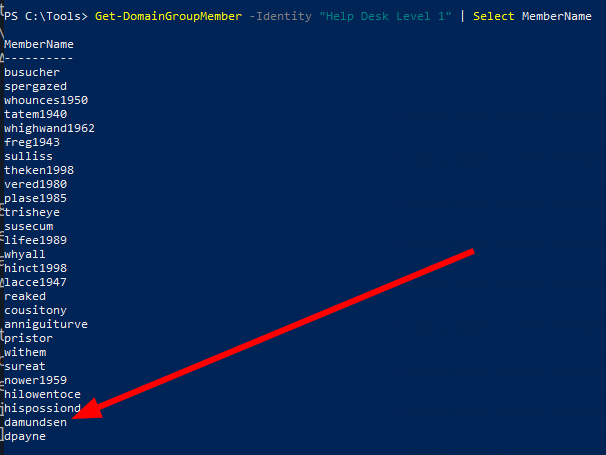 PS C:\Tools> Get-DomainGroupMember -Identity "Help Desk Level 1" | Select MemberName
MemberName
----------
busucher
spergazed
whounces1950
tatem1940
whighwand1962
freg1943
sulliss
theken1998
vered1980
plase1985
trisheye
susecum
lifee1989
whyall
hinct1998
lacce1947
reaked
cousitony
anniguiturve
pristor
withem
sureat
nower1959
hilowentoce
hispossiond
damundsen
dpayne